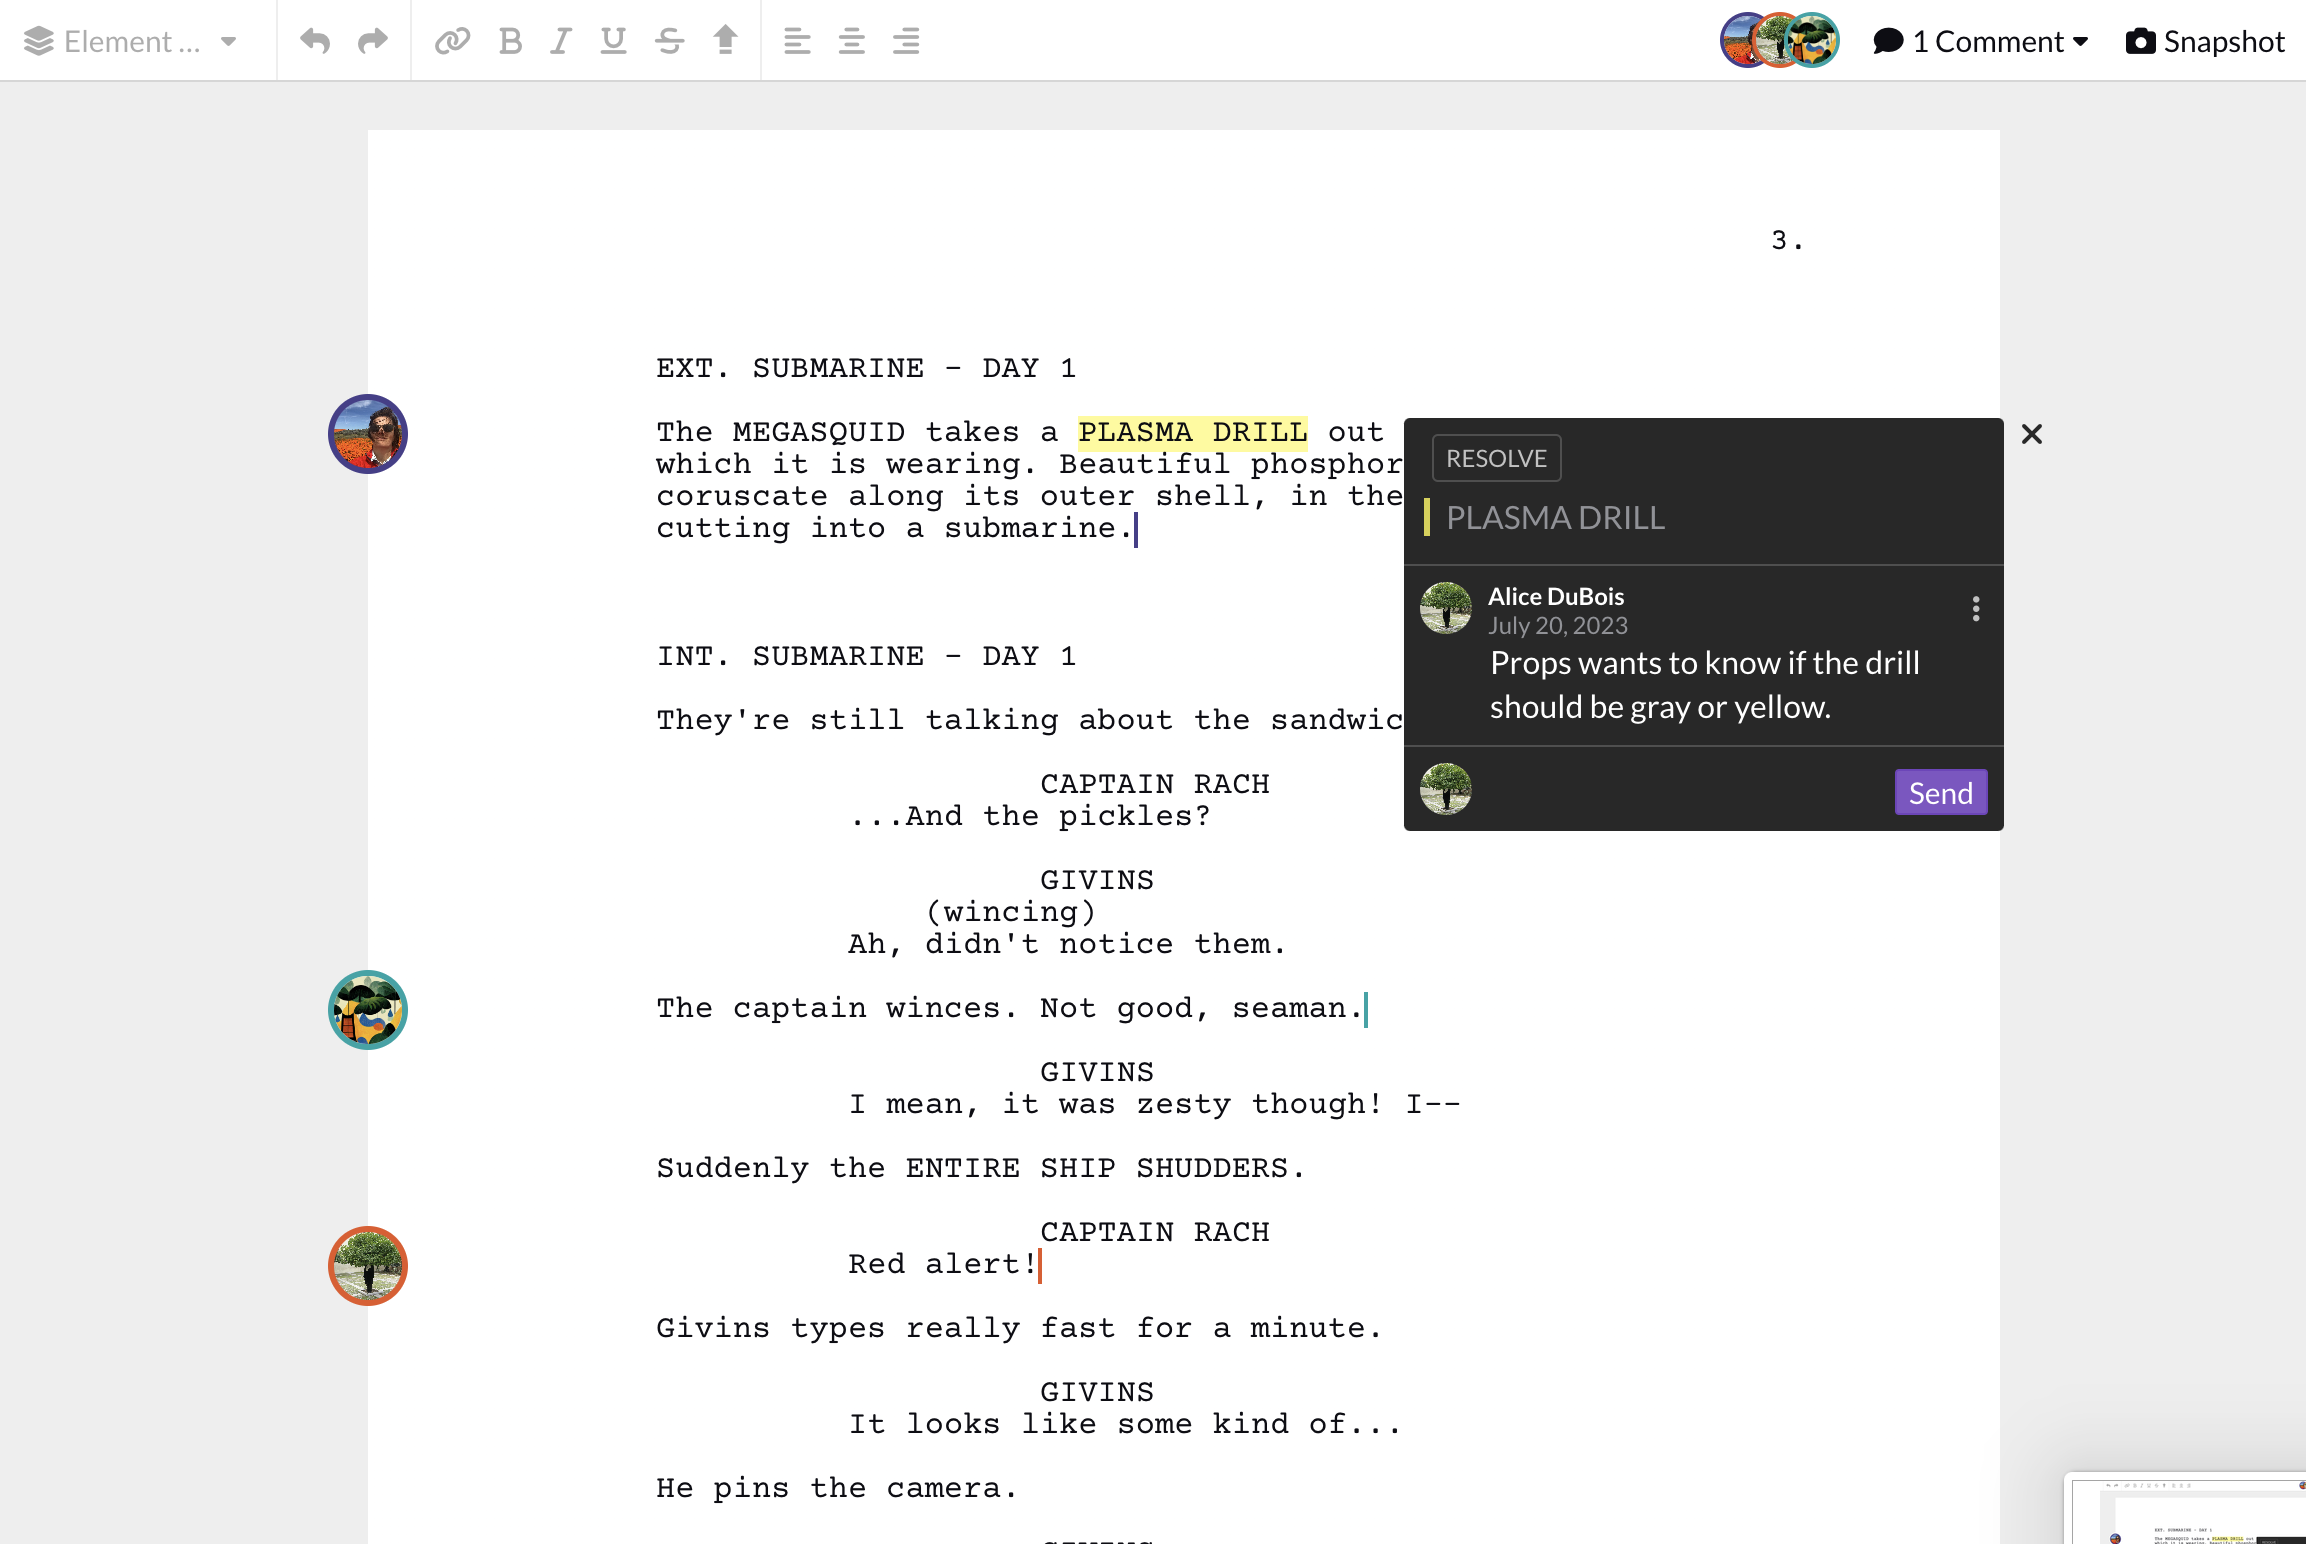 Element ...
1 Comment
Snapshot
3.
EXT. SUBMARINE - DAY 1
The MEGASQUID takes a PLASMA DRILL out
which it is wearing. Beautiful phosphor
coruscate along its outer shell, in the
cutting into a submarine.
RESOLVE
PLASMA DRILL
Alice DuBois
July 20, 2023
Props wants to know if the drill
should be gray or yellow.
Send
INT. SUBMARINE - DAY 1
They're still talking about the sandwic
CAPTAIN RACH
...And the pickles?
GIVINS
(wincing)
Ah, didn't notice them.
The captain winces. Not good, seaman.
GIVINS
I mean, it was zesty though! I--
Suddenly the ENTIRE SHIP SHUDDERS.
CAPTAIN RACH
Red alert!
Givins types really fast for a minute.
GIVINS
It looks like some kind of...
He pins the camera.